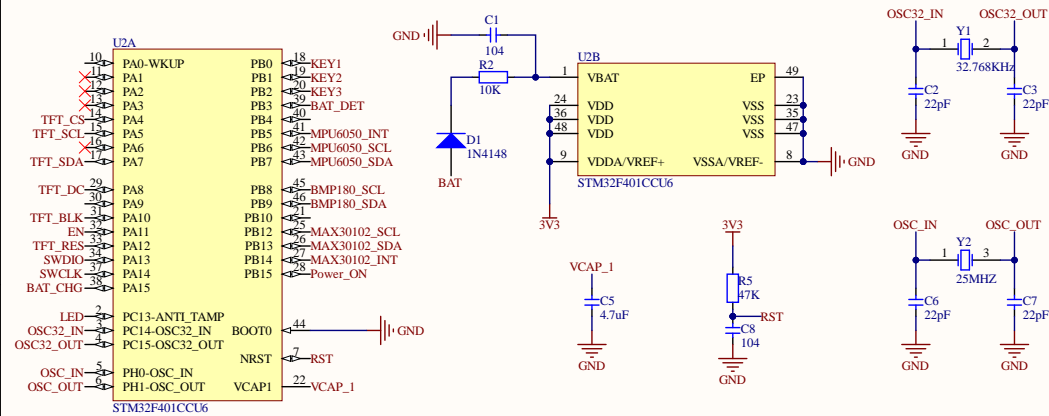 U2A
10 PA0-WKUP PB0 18 KEY1
11 PA1 PB1 19 KEY2
12 PA2 PB2 20 KEY3
13 PA3 PB3 39 BAT_DET
TFT_CS 14 PA4 PB4 40
TFT_SCL 15 PA5 PB5 41 MPU6050_INT
16 PA6 PB6 42 MPU6050_SCL
TFT_SDA 17 PA7 PB7 43 MPU6050_SDA
TFT_DC 29 PA8 PB8 45 BMP180_SCL
30 PA9 PB9 46 BMP180_SDA
TFT_BLK 31 PA10 PB10 21
EN 32 PA11 PB12 25 MAX30102_SCL
TFT_RES 33 PA12 PB13 26 MAX30102_SDA
SWDIO 34 PA13 PB14 27 MAX30102_INT
SWCLK 37 PA14 PB15 28 Power_ON
BAT_CHG 38 PA15
LED 2 PC13-ANTI_TAMP
OSC32_IN 3 PC14-OSC32_IN BOOT0 44 GND
OSC32_OUT 4 PC15-OSC32_OUT
NRST 7 RST
OSC_IN 5 PH0-OSC_IN
OSC_OUT 6 PH1-OSC_OUT VCAP1 22 VCAP_1
STM32F401CCU6
C1
GND
104
R2
10K
D1
1N4148
BAT
U2B
1 VBAT EP 49
24 VDD VSS 23
36 VDD VSS 35
48 VDD VSS 47
9 VDDA/VREF+ VSSA/VREF- 8 GND
STM32F401CCU6
3V3
VCAP_1
C5
4.7uF
GND
3V3
R5
47K
RST
C8
104
GND
OSC32_IN OSC32_OUT
Y1
1 2
32.768KHz
C2 C3
22pF 22pF
GND GND
OSC_IN OSC_OUT
Y2
1 3
25MHZ
C6 C7
22pF 22pF
GND GND